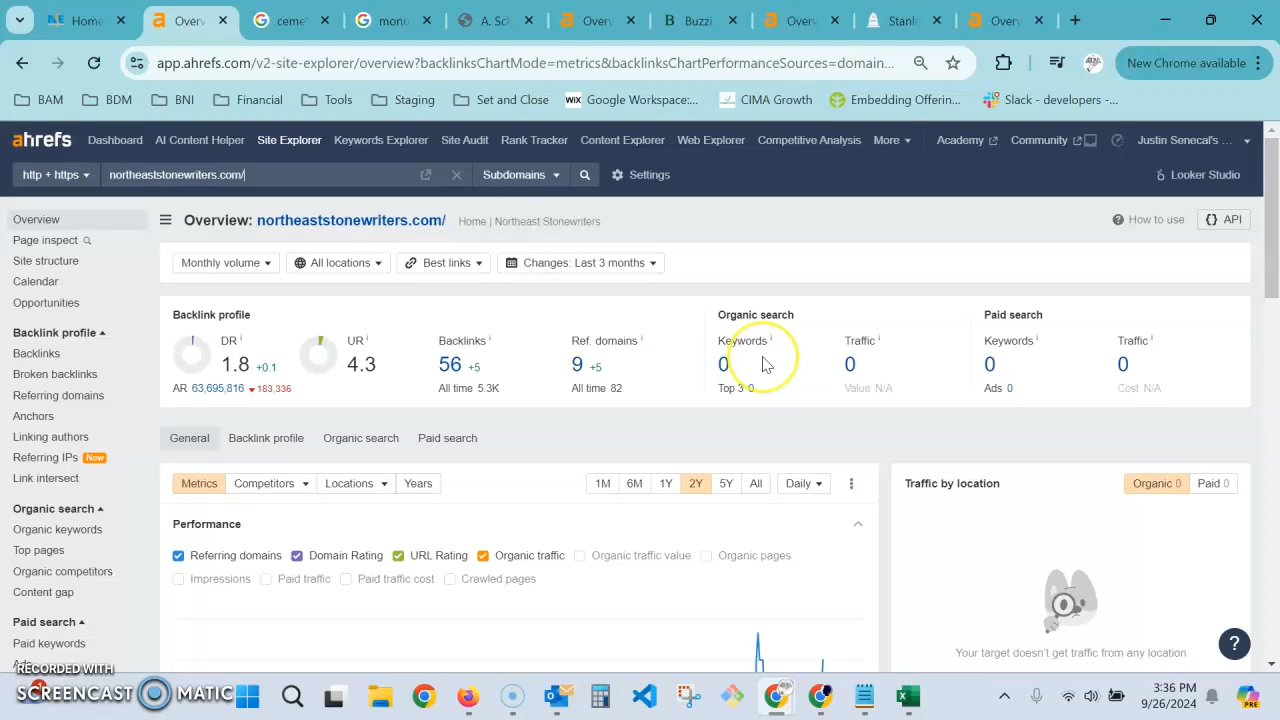 Home
Overv
ceme
monu
A. Sc
Overv
Buzzi
Overv
Stanle
Overv
app.ahrefs.com/v2-site-explorer/overview?backlinksChartMode=metrics&backlinksChartPerformanceSources=domain...
New Chrome available
BAM
BDM
BNI
Financial
Tools
Staging
Set and Close
WIX Google Workspace:...
CIMA Growth
Embedding Offerin...
Slack - developers -...
ahrefs Dashboard AI Content Helper Site Explorer Keywords Explorer Site Audit Rank Tracker Content Explorer Web Explorer Competitive Analysis More Academy Community Justin Senecal's ...
http + https northeaststonewriters.com/ Subdomains Settings Looker Studio
Overview
Page inspect
Site structure
Calendar
Opportunities
Backlink profile
Backlinks
Broken backlinks
Referring domains
Anchors
Linking authors
Referring IPs New
Link intersect
Organic search
Organic keywords
Top pages
Organic competitors
Content gap
Paid search
Paid keywords
Overview: northeaststonewriters.com/ Home | Northeast Stonewriters How to use {} API
Monthly volume All locations Best links Changes: Last 3 months
Backlink profile Organic search Paid search
DR UR Backlinks Ref. domains Keywords Traffic Keywords Traffic
1.8 +0.1 4.3 56 +5 9 +5 0 0 0 0
AR 63,695,816 183,336 All time 5.3K All time 82 Top 3 0 Value N/A Ads 0 Cost N/A
General Backlink profile Organic search Paid search
Metrics Competitors Locations Years 1M 6M 1Y 2Y 5Y All Daily
Performance
Referring domains Domain Rating URL Rating Organic traffic Organic traffic value Organic pages
Impressions Paid traffic Paid traffic cost Crawled pages
Traffic by location Organic 0 Paid 0
Your target doesn't get traffic from any location
?
RECORDED WITH
SCREENCAST MATIC
3:36 PM
9/26/2024
PRE